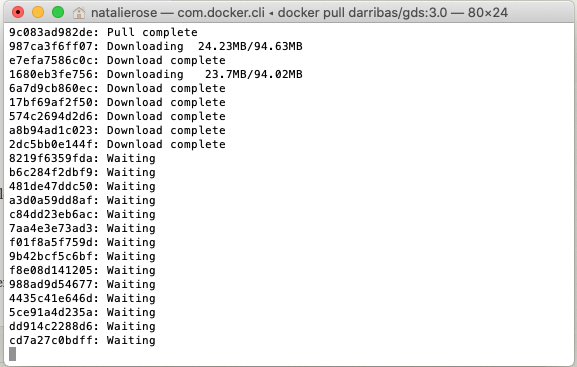 natalierose — com.docker.cli ◂ docker pull darribas/gds:3.0 — 80×24
9c083ad982de: Pull complete
987ca3f6ff07: Downloading  24.23MB/94.63MB
e7efa7586c0c: Download complete
1680eb3fe756: Downloading   23.7MB/94.02MB
6a7d9cb860ec: Download complete
17bf69af2f50: Download complete
574c2694d2d6: Download complete
a8b94ad1c023: Download complete
2dc5bb0e144f: Download complete
8219f6359fda: Waiting
b6c284f2dbf9: Waiting
481de47ddc50: Waiting
a3d0a59dd8af: Waiting
c84dd23eb6ac: Waiting
7aa4e3e73ad3: Waiting
f01f8a5f759d: Waiting
9b42bcf5c6bf: Waiting
f8e08d141205: Waiting
988ad9d54677: Waiting
4435c41e646d: Waiting
5ce91a4d235a: Waiting
dd914c2288d6: Waiting
cd7a27c0bdff: Waiting